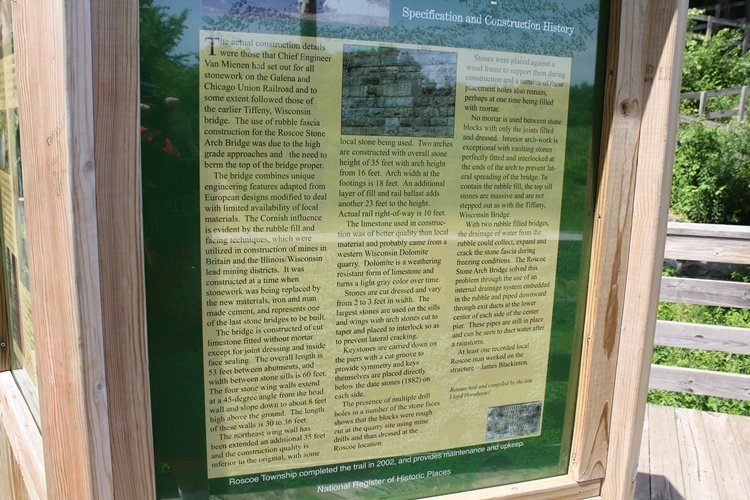 Specification and Construction History
The actual construction details
were those that Chief Engineer
Van Mienen had set out for all
stonework on the Galena and
Chicago Union Railroad and to
some extent followed those of
the earlier Tiffeny, Wisconsin
bridge. The use of rubble fascia
construction for the Roscoe Stone
Arch Bridge was due to the high
grade approaches and the need to
berm the top of the bridge proper.
The bridge combines unique
engineering features adapted from
European designs modified to deal
with limited availability of local
materials. The Cornish influence
is evident by the rubble fill and
facing techniques, which were
utilized in construction of mines in
Britain and the Illinois/Wisconsin
lead mining districts. It was
constructed at a time when
stonework was being replaced by
the new materials, iron and man
made cement, and represents one
of the last stone bridges to be built.
The bridge is constructed of cut
limestone fitted without mortar
except for joint dressing and inside
face sealing. The overall length is
53 feet between abutments, and
width between stone sills is 60 feet.
The four stone wing walls extend
at a 45-degree angle from the head
wall and slope down to about 8 feet
high above the ground. The length
of these walls is 30 to 36 feet.
The northeast wing wall has
been extended an additional 35 feet
and the construction quality is
inferior to the original, with some
local stone being used. Two arches
are constructed with overall stone
height of 35 feet with arch height
from 16 feet. Arch width at the
footings is 18 feet. An additional
layer of fill and rail ballast adds
another 23 feet to the height.
Actual rail right-of-way is 10 feet.
The limestone used in construc-
tion was of better quality than local
material and probably came from a
western Wisconsin Dolomite
quarry. Dolomite is a weathering
resistant form of limestone and
turns a light gray color over time.
Stones are cut dressed and vary
from 2 to 3 feet in width. The
largest stones are used on the sills
and wings with arch stones cut to
taper and placed to interlock so as
to prevent lateral cracking.
Keystones are carried down on
the piers with a cut groove to
provide symmetry and keys
themselves are placed directly
below the date stones (1882) on
each side.
The presence of multiple drill
holes in a number of the stone faces
shows that the blocks were rough
cut at the quarry site using mine
drills and than dressed at the
Roscoe location
Stones were placed against a
wood frame to support them during
construction and a number of these
placement holes also remain,
perhaps at one time being filled
with mortar.
No mortar is used between stone
blocks with only the joints filled
and dressed. Interior arch-work is
exceptional with vaulting stones
perfectly fitted and interlocked at
the ends of the arch to prevent lat-
eral spreading of the bridge. To
contain the rubble fill, the top sill
stones are massive and are not
stepped out as with the Tiffany,
Wisconsin Bridge.
With two rubble filled bridges,
the drainage of water from the
rubble could collect, expand and
crack the stone fascia during
freezing conditions. The Roscoe
Stone Arch Bridge solved this
problem through the use of an
internal drainage system embedded
in the rubble and piped downward
through exit ducts at the lower
center of each side of the center
pier. These pipes are still in place
and can be seen to duct water after
a rainstorm.
At least one recorded local
Roscoe man worked on the
structure – James Blackinton.
Researched and compiled by the late
Lloyd Hornbostel
Roscoe Township completed the trail in 2002, and provides maintenance and upkeep.
National Register of Historic Places